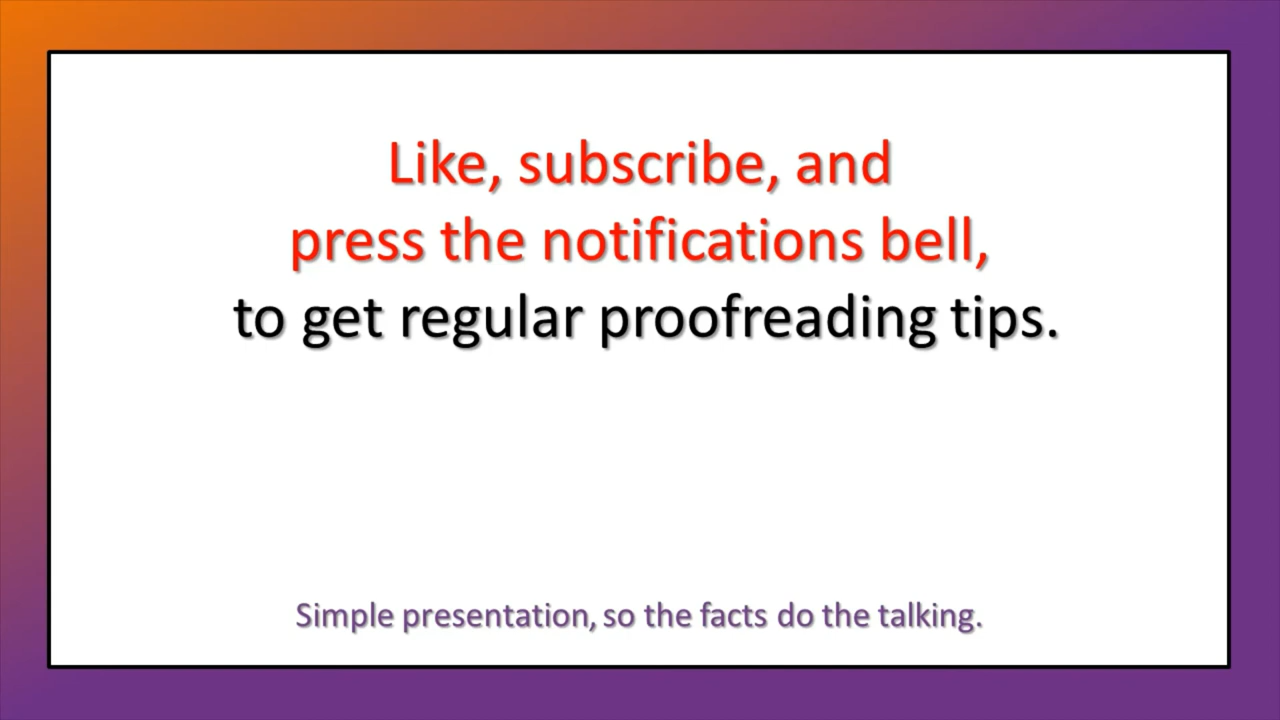 Like, subscribe, and
press the notifications bell,
to get regular proofreading tips.
Simple presentation, so the facts do the talking.